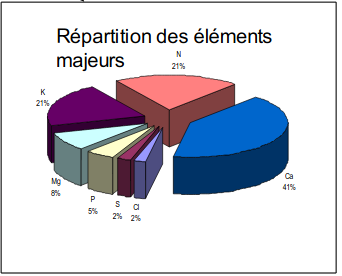 Répartition des éléments
majeurs
N
21%
K
21%
Ca
41%
Mg
8%
P
5%
S
2%
Cl
2%